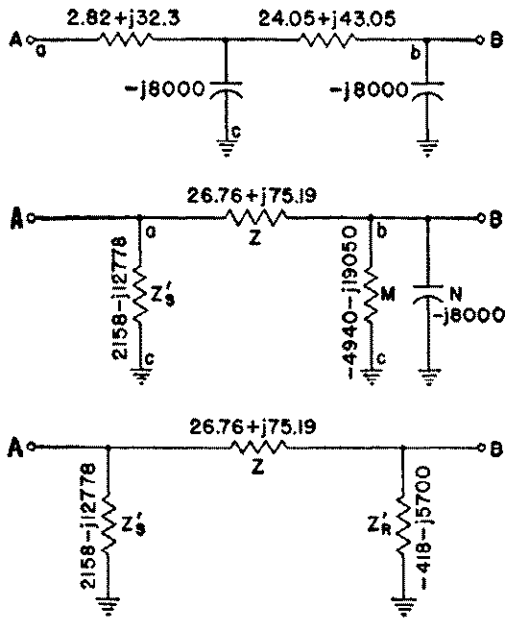 2.82+j32.3 24.05+j43.05
A a b B
-j8000 -j8000
c
26.76+j75.19
A a Z b B
2158-j12778 Z's -4940-j19050 M N -j8000
c c
26.76+j75.19
A Z B
2158-j12778 Z's Z'R -418-j5700